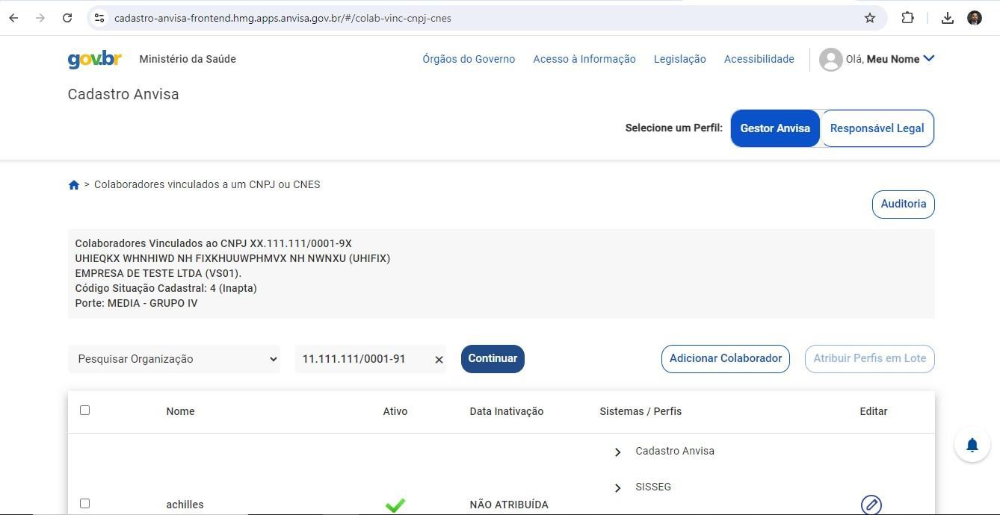 cadastro-anvisa-frontend.hmg.apps.anvisa.gov.br/#/colab-vinc-cnpj-cnes
gov.br Ministério da Saúde Órgãos do Governo Acesso à Informação Legislação Acessibilidade Olá, Meu Nome
Cadastro Anvisa
Selecione um Perfil: Gestor Anvisa Responsável Legal
> Colaboradores vinculados a um CNPJ ou CNES
Auditoria
Colaboradores Vinculados ao CNPJ XX.111.111/0001-9X
UHIEQKX WHNHIWD NH FIXKHUUWPHMVX NH NWNXU (UHIFIX)
EMPRESA DE TESTE LTDA (VS01).
Código Situação Cadastral: 4 (Inapta)
Porte: MEDIA - GRUPO IV
Pesquisar Organização 11.111.111/0001-91 Continuar Adicionar Colaborador Atribuir Perfis em Lote
Nome Ativo Data Inativação Sistemas / Perfis Editar
Cadastro Anvisa
SISSEG
achilles NÃO ATRIBUÍDA